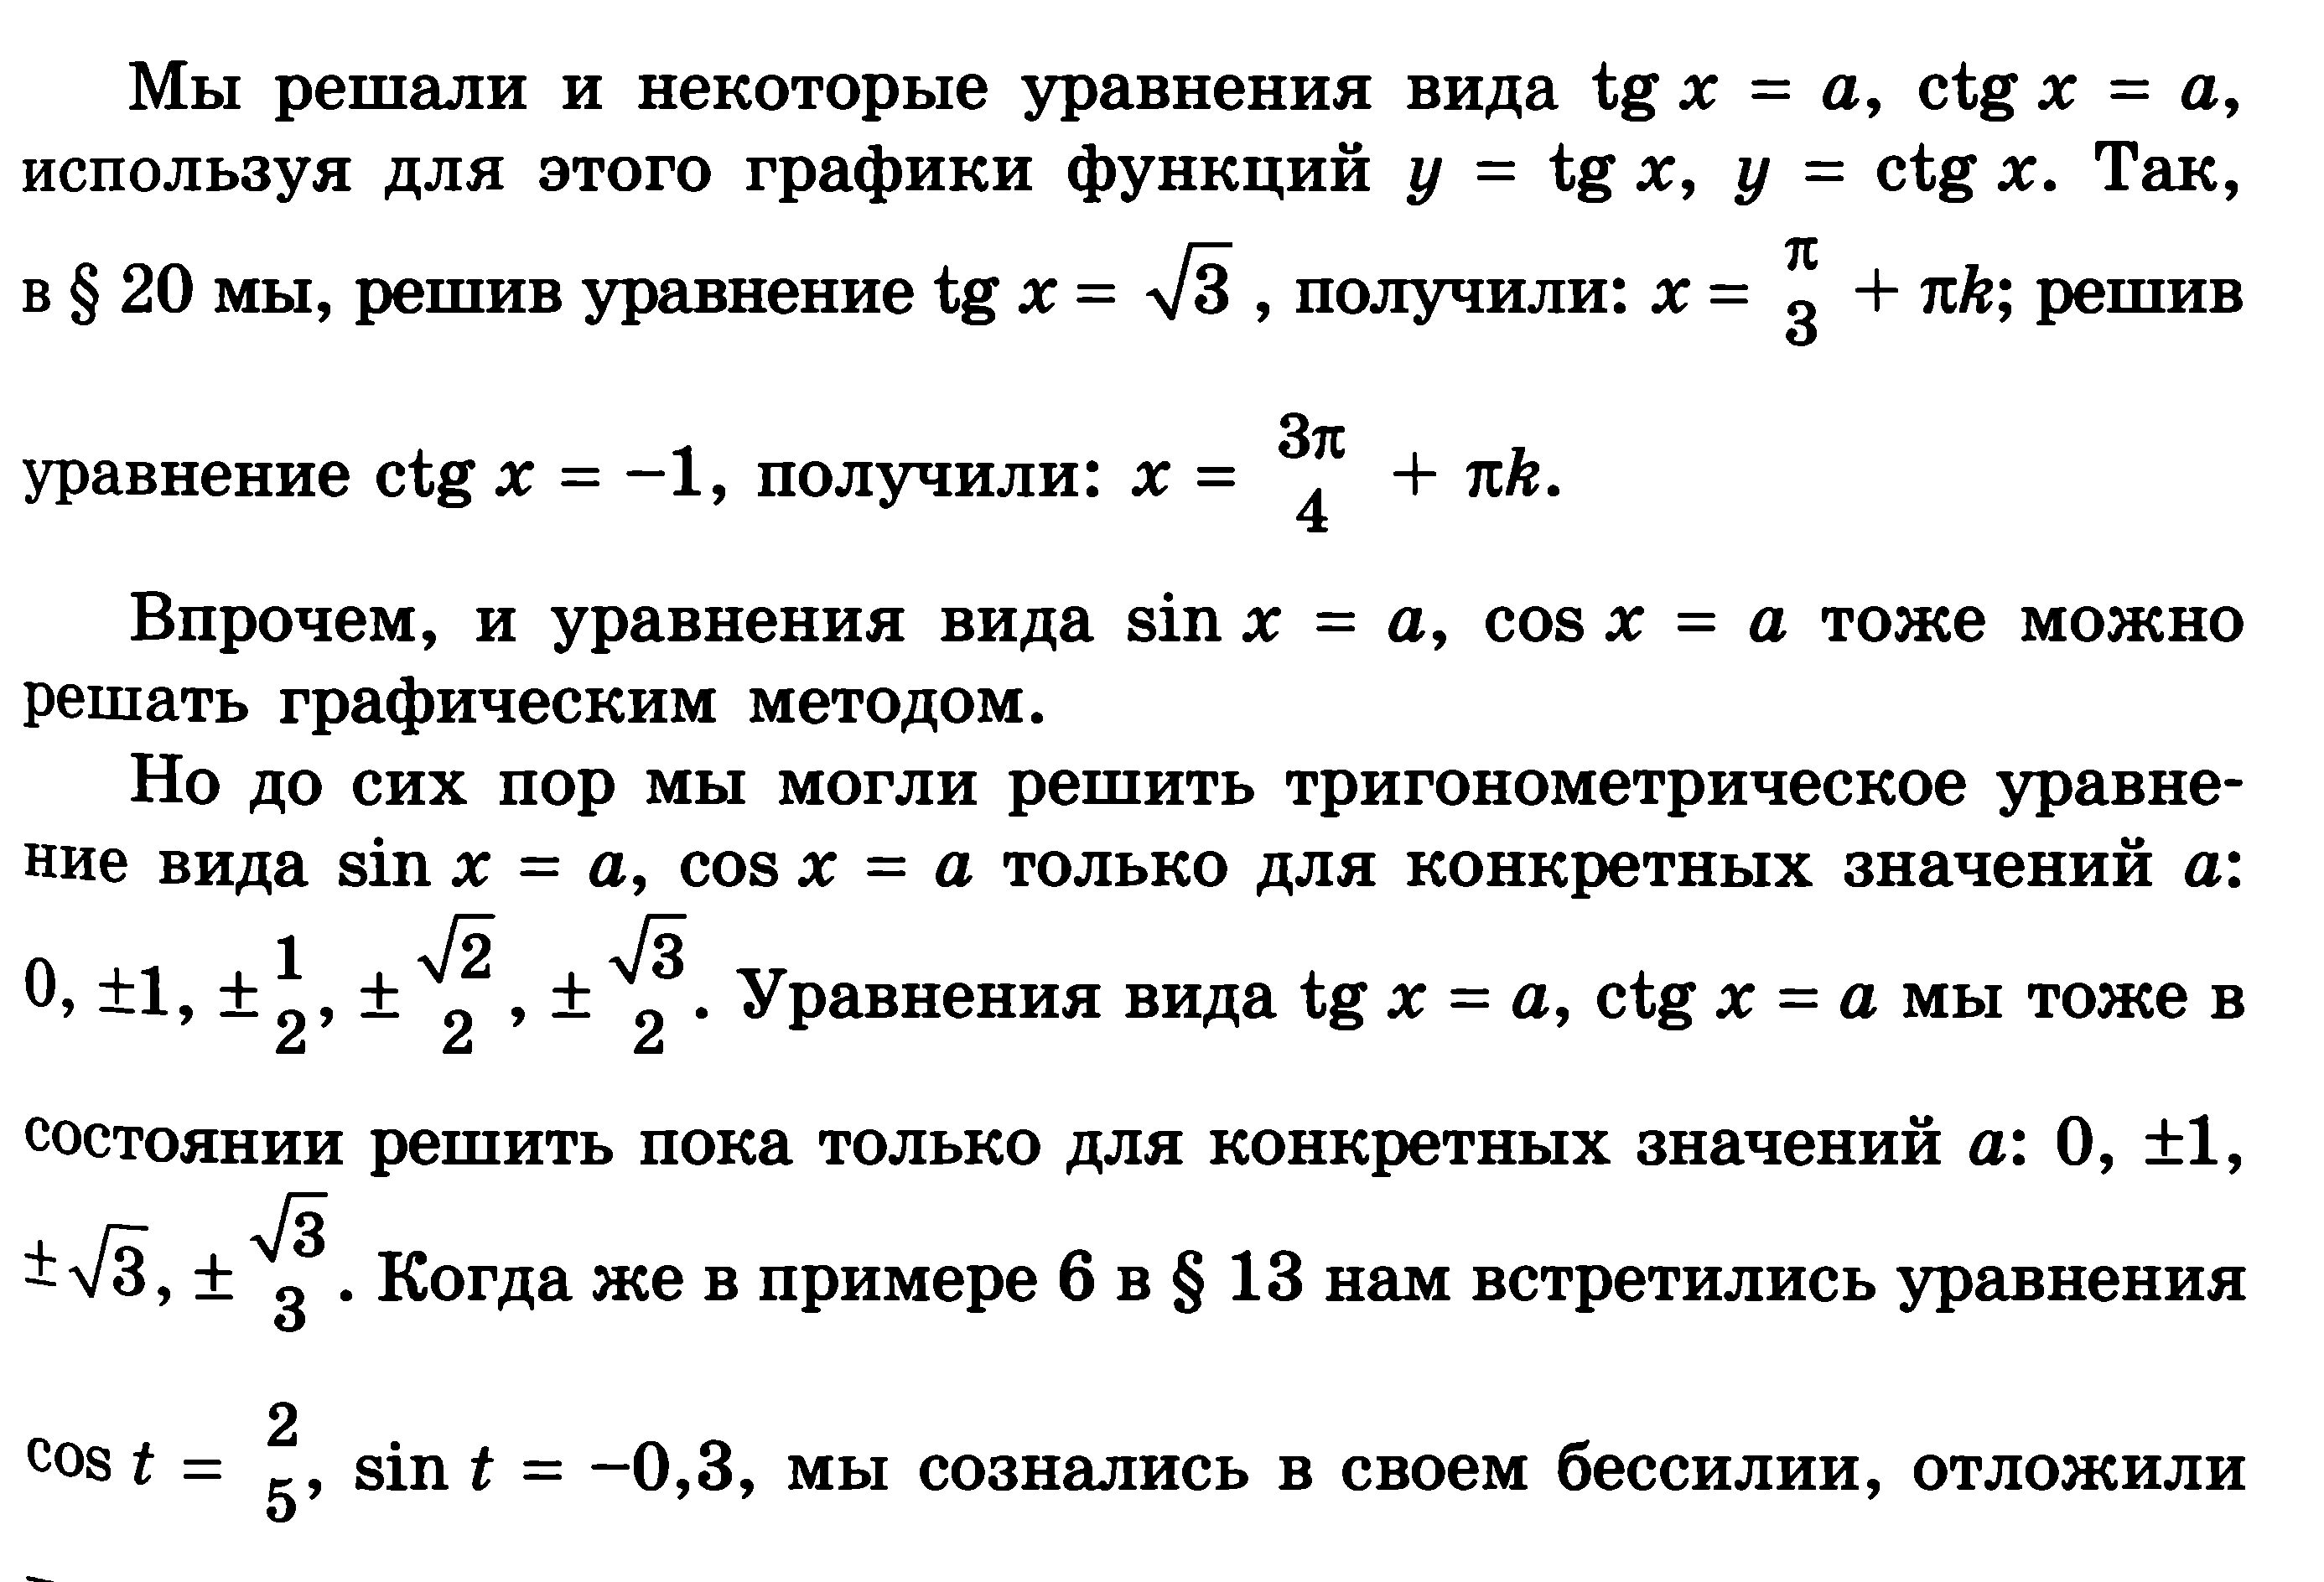 Мы решали и некоторые уравнения вида tg x = a, ctg x = a,
используя для этого графики функций y = tg x, y = ctg x. Так,
в § 20 мы, решив уравнение tg x = √3 , получили: x = π/3 + πk; решив
уравнение ctg x = −1, получили: x = 3π/4 + πk.
Впрочем, и уравнения вида sin x = a, cos x = a тоже можно
решать графическим методом.
Но до сих пор мы могли решить тригонометрическое уравне-
ние вида sin x = a, cos x = a только для конкретных значений a:
0, ±1, ±1/2, ±√2/2, ±√3/2. Уравнения вида tg x = a, ctg x = a мы тоже в
состоянии решить пока только для конкретных значений a: 0, ±1,
±√3, ±√3/3. Когда же в примере 6 в § 13 нам встретились уравнения
cos t = 2/5, sin t = −0,3, мы сознались в своем бессилии, отложили